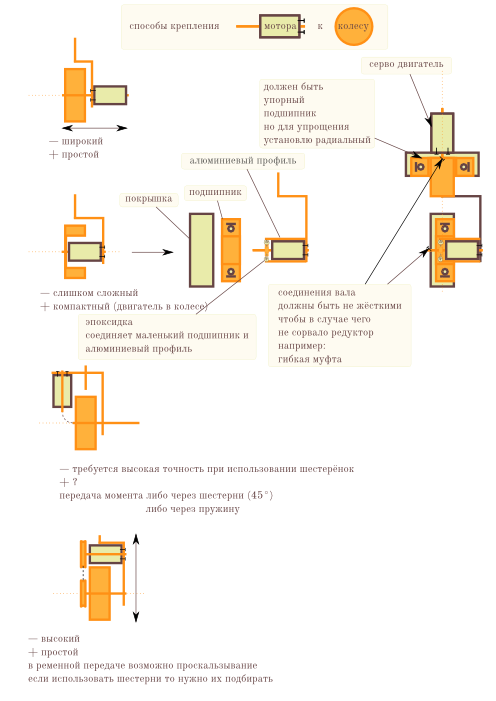 способы крепления мотора к колесу
серво двигатель
должен быть
упорный
подшипник
но для упрощения
установлю радиальный
— широкий
+ простой
алюминиевый профиль
подшипник
покрышка
— слишком сложный
+ компактный (двигатель в колесе)
эпоксидка
соединяет маленький подшипник и
алюминиевый профиль
соединения вала
должны быть не жёсткими
чтобы в случае чего
не сорвало редуктор
например:
гибкая муфта
— требуется высокая точность при использовании шестерёнок
+ ?
передача момента либо через шестерни (45°)
либо через пружину
— высокий
+ простой
в ременной передаче возможно проскальзывание
если использовать шестерни то нужно их подбирать